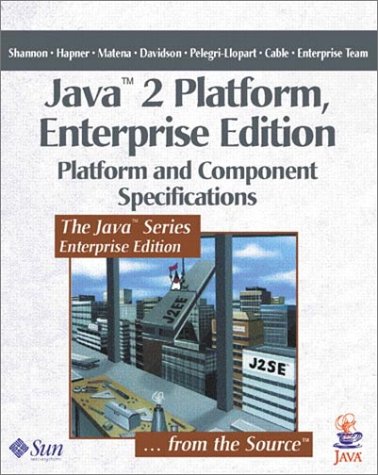 Shannon • Hapner • Matena • Davidson • Pelegri-Llopart • Cable • Enterprise Team
Java™ 2 Platform,
Enterprise Edition
Platform and Component
Specifications
The Java™ Series
Enterprise Edition
J2EE
J2SE
... from the Source™
Sun
microsystems
JAVA